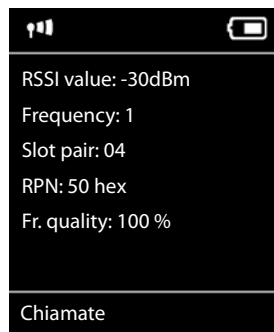 RSSI value: -30dBm
Frequency: 1
Slot pair: 04
RPN: 50 hex
Fr. quality: 100 %
Chiamate